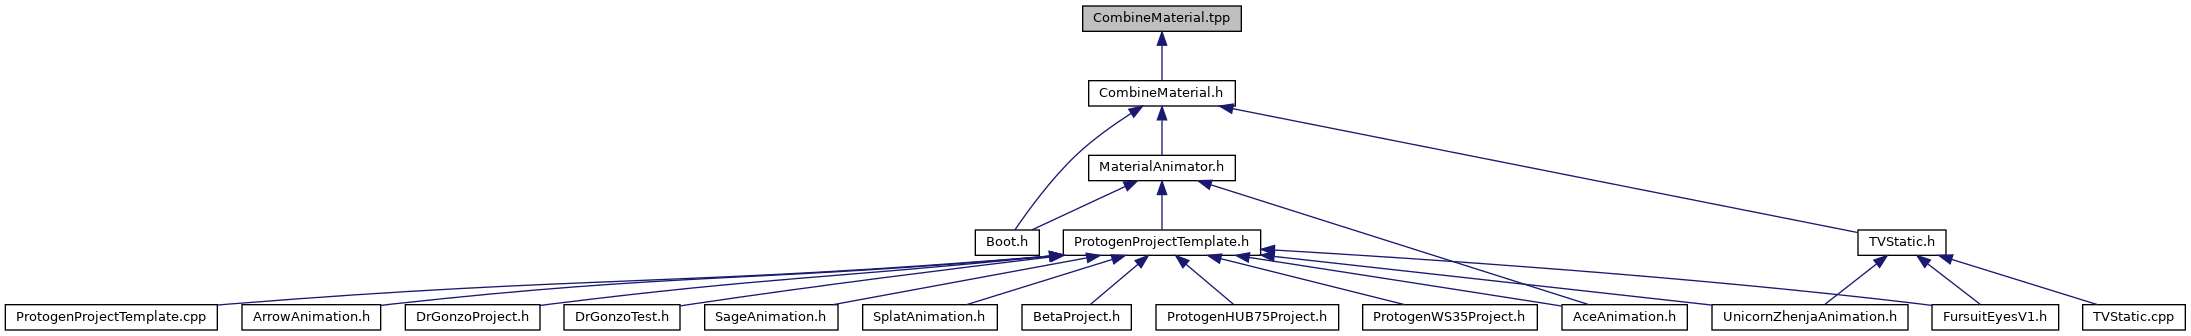 CombineMaterial.tpp
CombineMaterial.h
MaterialAnimator.h
Boot.h
ProtogenProjectTemplate.h
TVStatic.h
ProtogenProjectTemplate.cpp
ArrowAnimation.h
DrGonzoProject.h
DrGonzoTest.h
SageAnimation.h
SplatAnimation.h
BetaProject.h
ProtogenHUB75Project.h
ProtogenWS35Project.h
AceAnimation.h
UnicornZhenjaAnimation.h
FursuitEyesV1.h
TVStatic.cpp